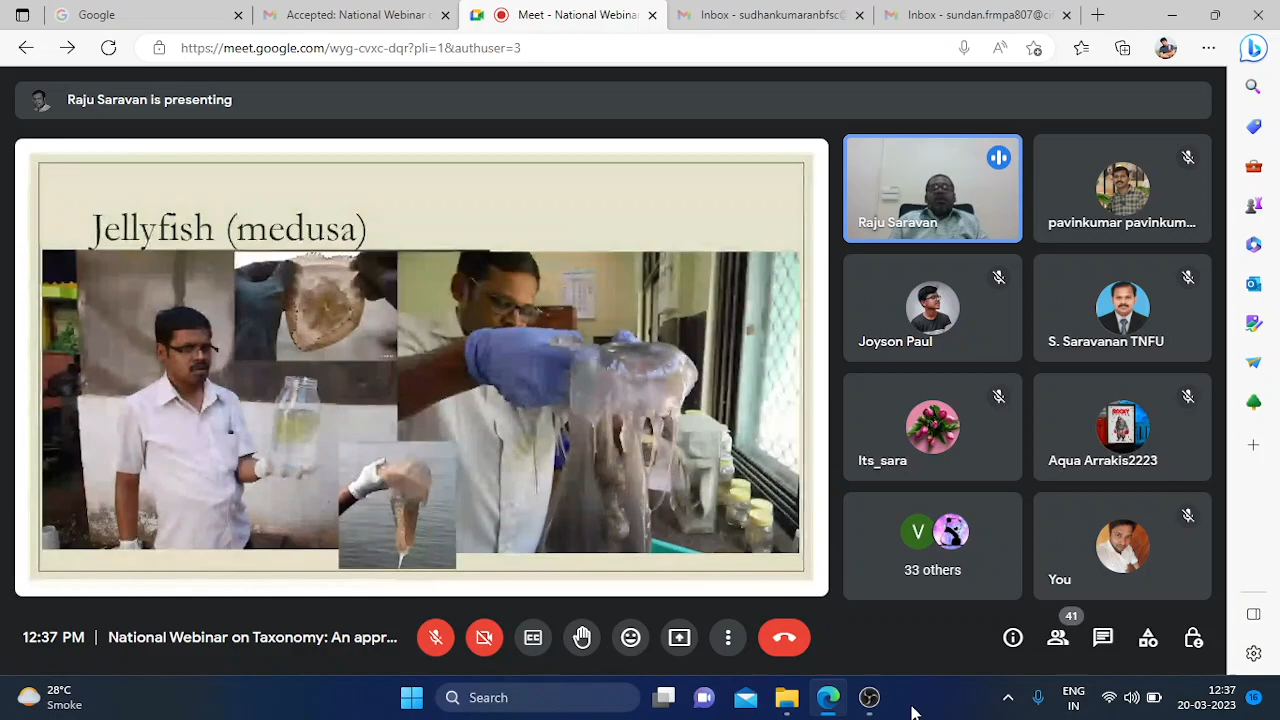 Google
Accepted: National Webinar
Meet - National Webina
Inbox - sudhankumaranbfsc@
Inbox - sundan.frmpa807@ci
https://meet.google.com/wyg-cvxc-dqr?pli=1&authuser=3
Raju Saravan is presenting
Jellyfish (medusa)
Raju Saravan
pavinkumar pavinkum...
Joyson Paul
S. Saravanan TNFU
Its_sara
Aqua Arrakis2223
V
33 others
You
12:37 PM | National Webinar on Taxonomy: An appr...
41
28°C
Smoke
Search
ENG
IN
12:37
20-03-2023
16